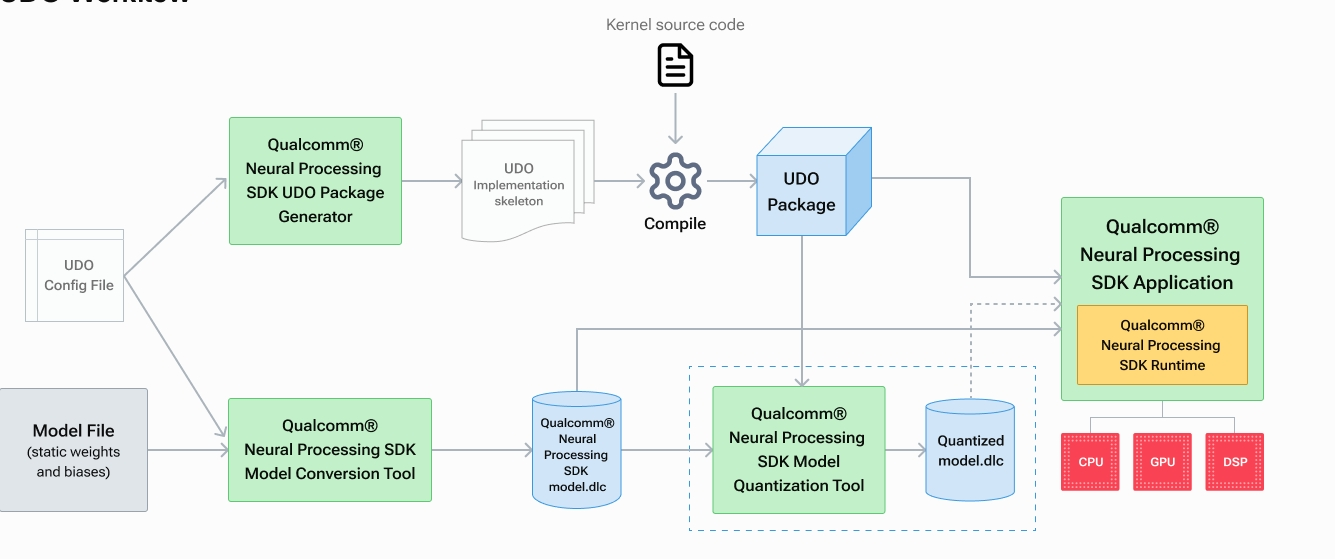 UDO Workflow
Kernel source code
Qualcomm®
Neural Processing
SDK UDO Package
Generator
UDO
Implementation
skeleton
Compile
UDO
Package
UDO
Config File
Qualcomm®
Neural Processing
SDK Application
Qualcomm®
Neural Processing
SDK Runtime
Model File
(static weights
and biases)
Qualcomm®
Neural Processing SDK
Model Conversion Tool
Qualcomm®
Neural
Processing
SDK
model.dlc
Qualcomm®
Neural Processing
SDK Model
Quantization Tool
Quantized
model.dlc
CPU
GPU
DSP